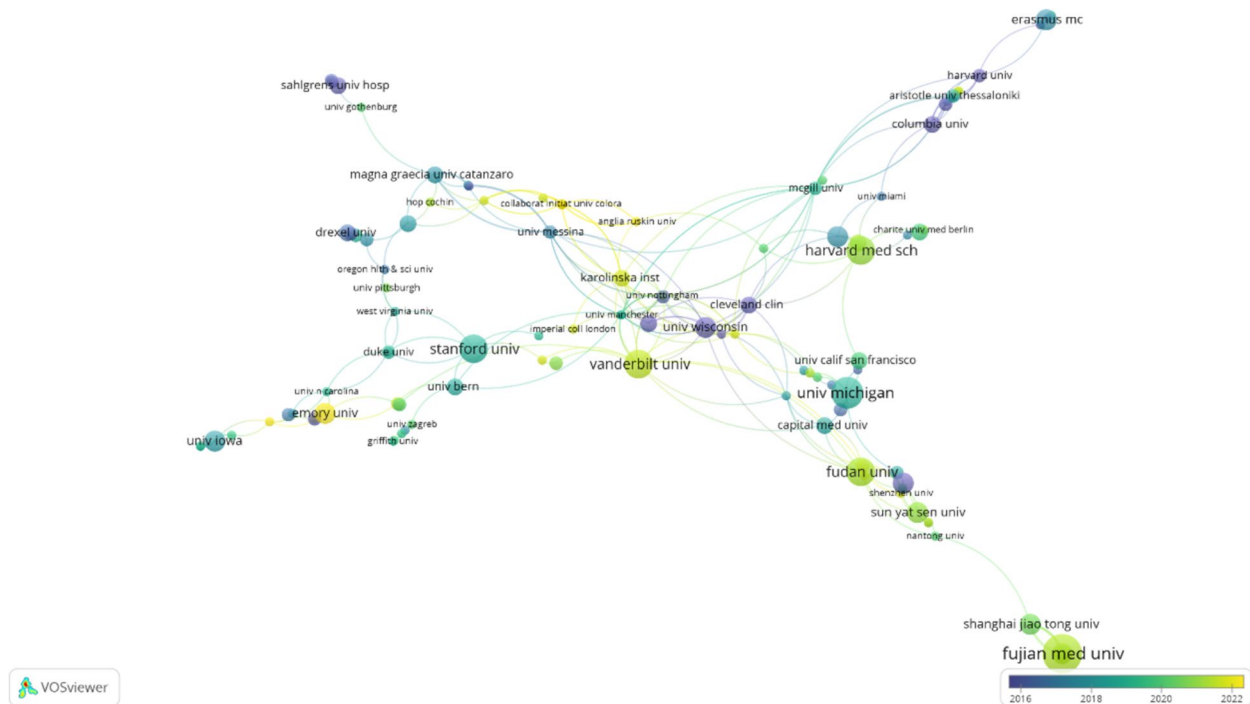 erasmus mc
harvard univ
sahlgrens univ hosp
aristotle univ thessaloniki
univ gothenburg
columbia univ
magna graecia univ catanzaro
mcgill univ
univ miami
hop cochin
collaborat initiat univ colora
anglia ruskin univ
drexel univ
univ messina
charite univ med berlin
harvard med sch
oregon hlth & sci univ
karolinska inst
univ pittsburgh
univ nottingham
cleveland clin
west virginia univ
univ manchester
imperial coll london
univ wisconsin
duke univ
stanford univ
vanderbilt univ
univ calif san francisco
univ bern
univ n carolina
univ michigan
emory univ
univ zagreb
capital med univ
univ iowa
griffith univ
fudan univ
shenzhen univ
sun yat sen univ
nantong univ
shanghai jiao tong univ
fujian med univ
VOSviewer
2016 2018 2020 2022